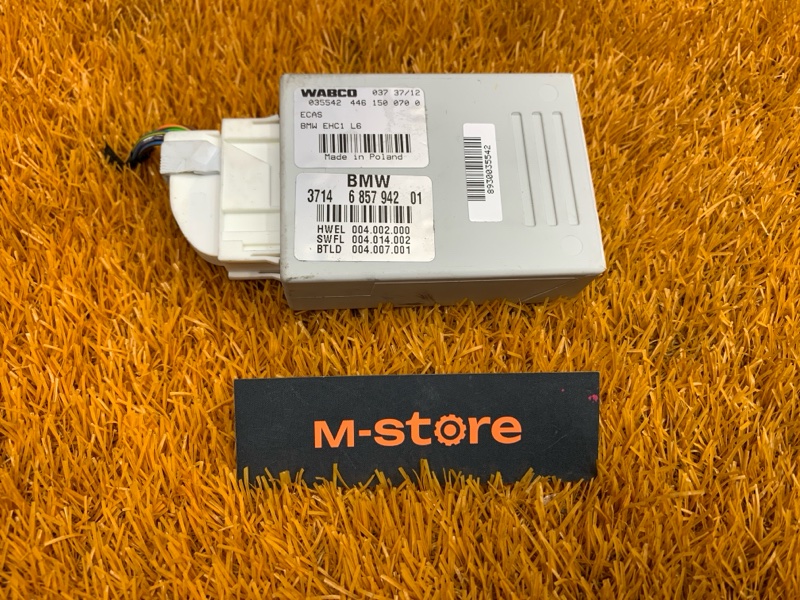 WABCO 037 37/12
035542 446 150 070 0
ECAS
BMW EHC1 L6
Made in Poland
BMW
3714 6 857 942 01
HWEL 004.002.000
SWFL 004.014.002
BTLD 004.007.001
8930035542
M-store